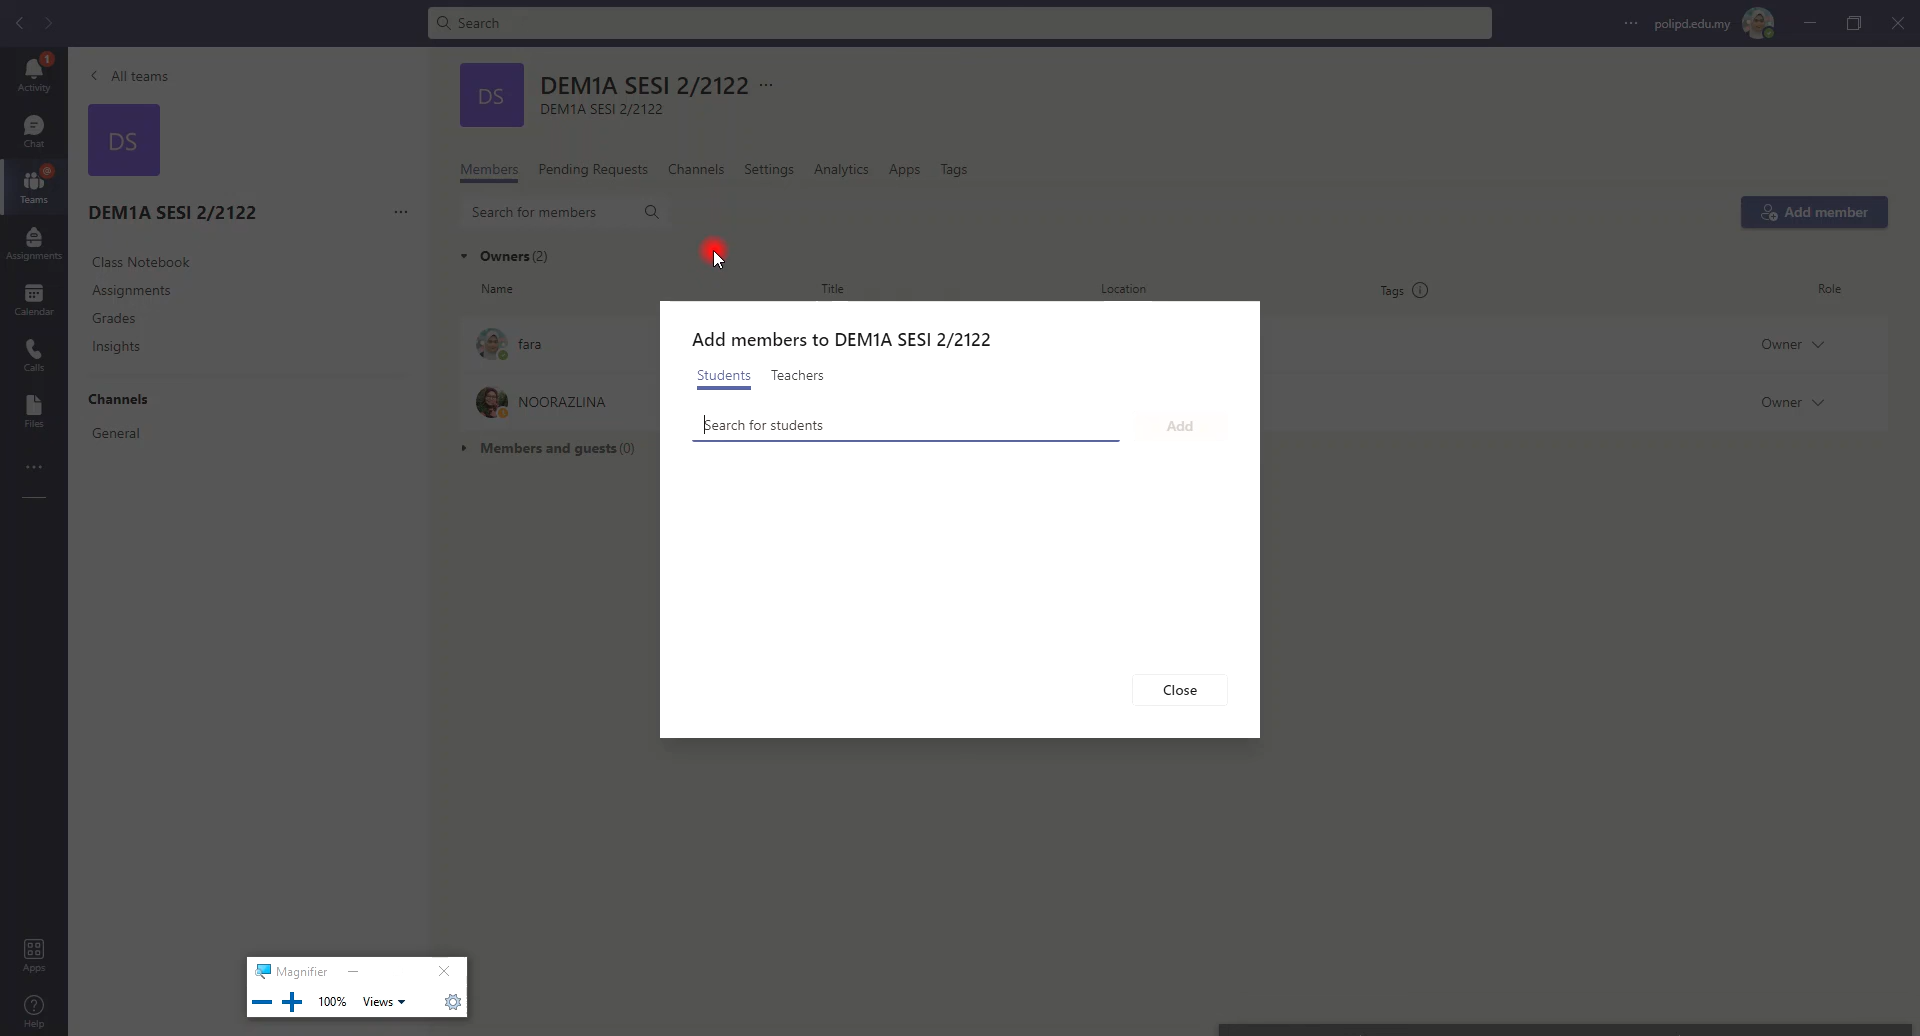 Search
polipd.edu.my
1
Activity
Chat
@
Teams
Assignments
Calendar
Calls
Files
Apps
Help
All teams
DS
DEM1A SESI 2/2122
Class Notebook
Assignments
Grades
Insights
Channels
General
DS
DEM1A SESI 2/2122
DEM1A SESI 2/2122
Members Pending Requests Channels Settings Analytics Apps Tags
Search for members
Add member
Owners (2)
Name Title Location Tags Role
fara Owner
NOORAZLINA Owner
Members and guests (0)
Add members to DEM1A SESI 2/2122
Students Teachers
Search for students
Add
Close
Magnifier
100% Views